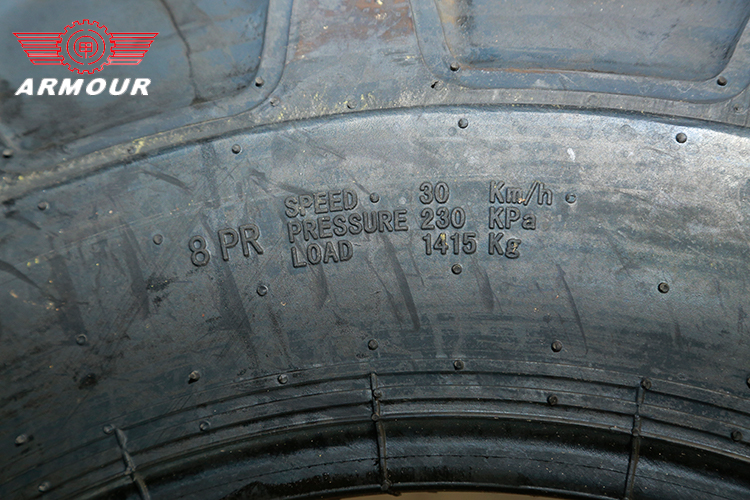 ARMOUR
8 PR
SPEED 30 Km/h
PRESSURE 230 KPa
LOAD 1415 Kg